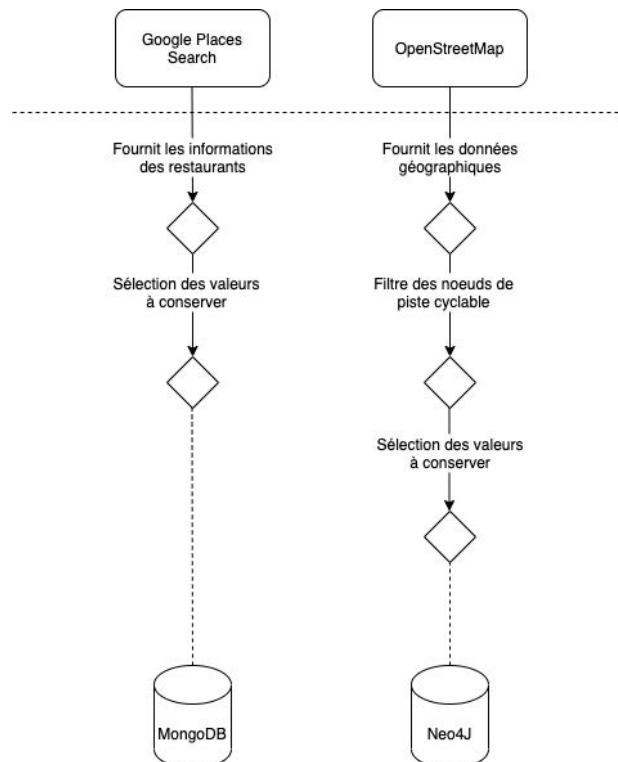 Google Places
Search
OpenStreetMap
Fournit les informations
des restaurants
Fournit les données
géographiques
Sélection des valeurs
à conserver
Filtre des noeuds de
piste cyclable
Sélection des valeurs
à conserver
MongoDB
Neo4J